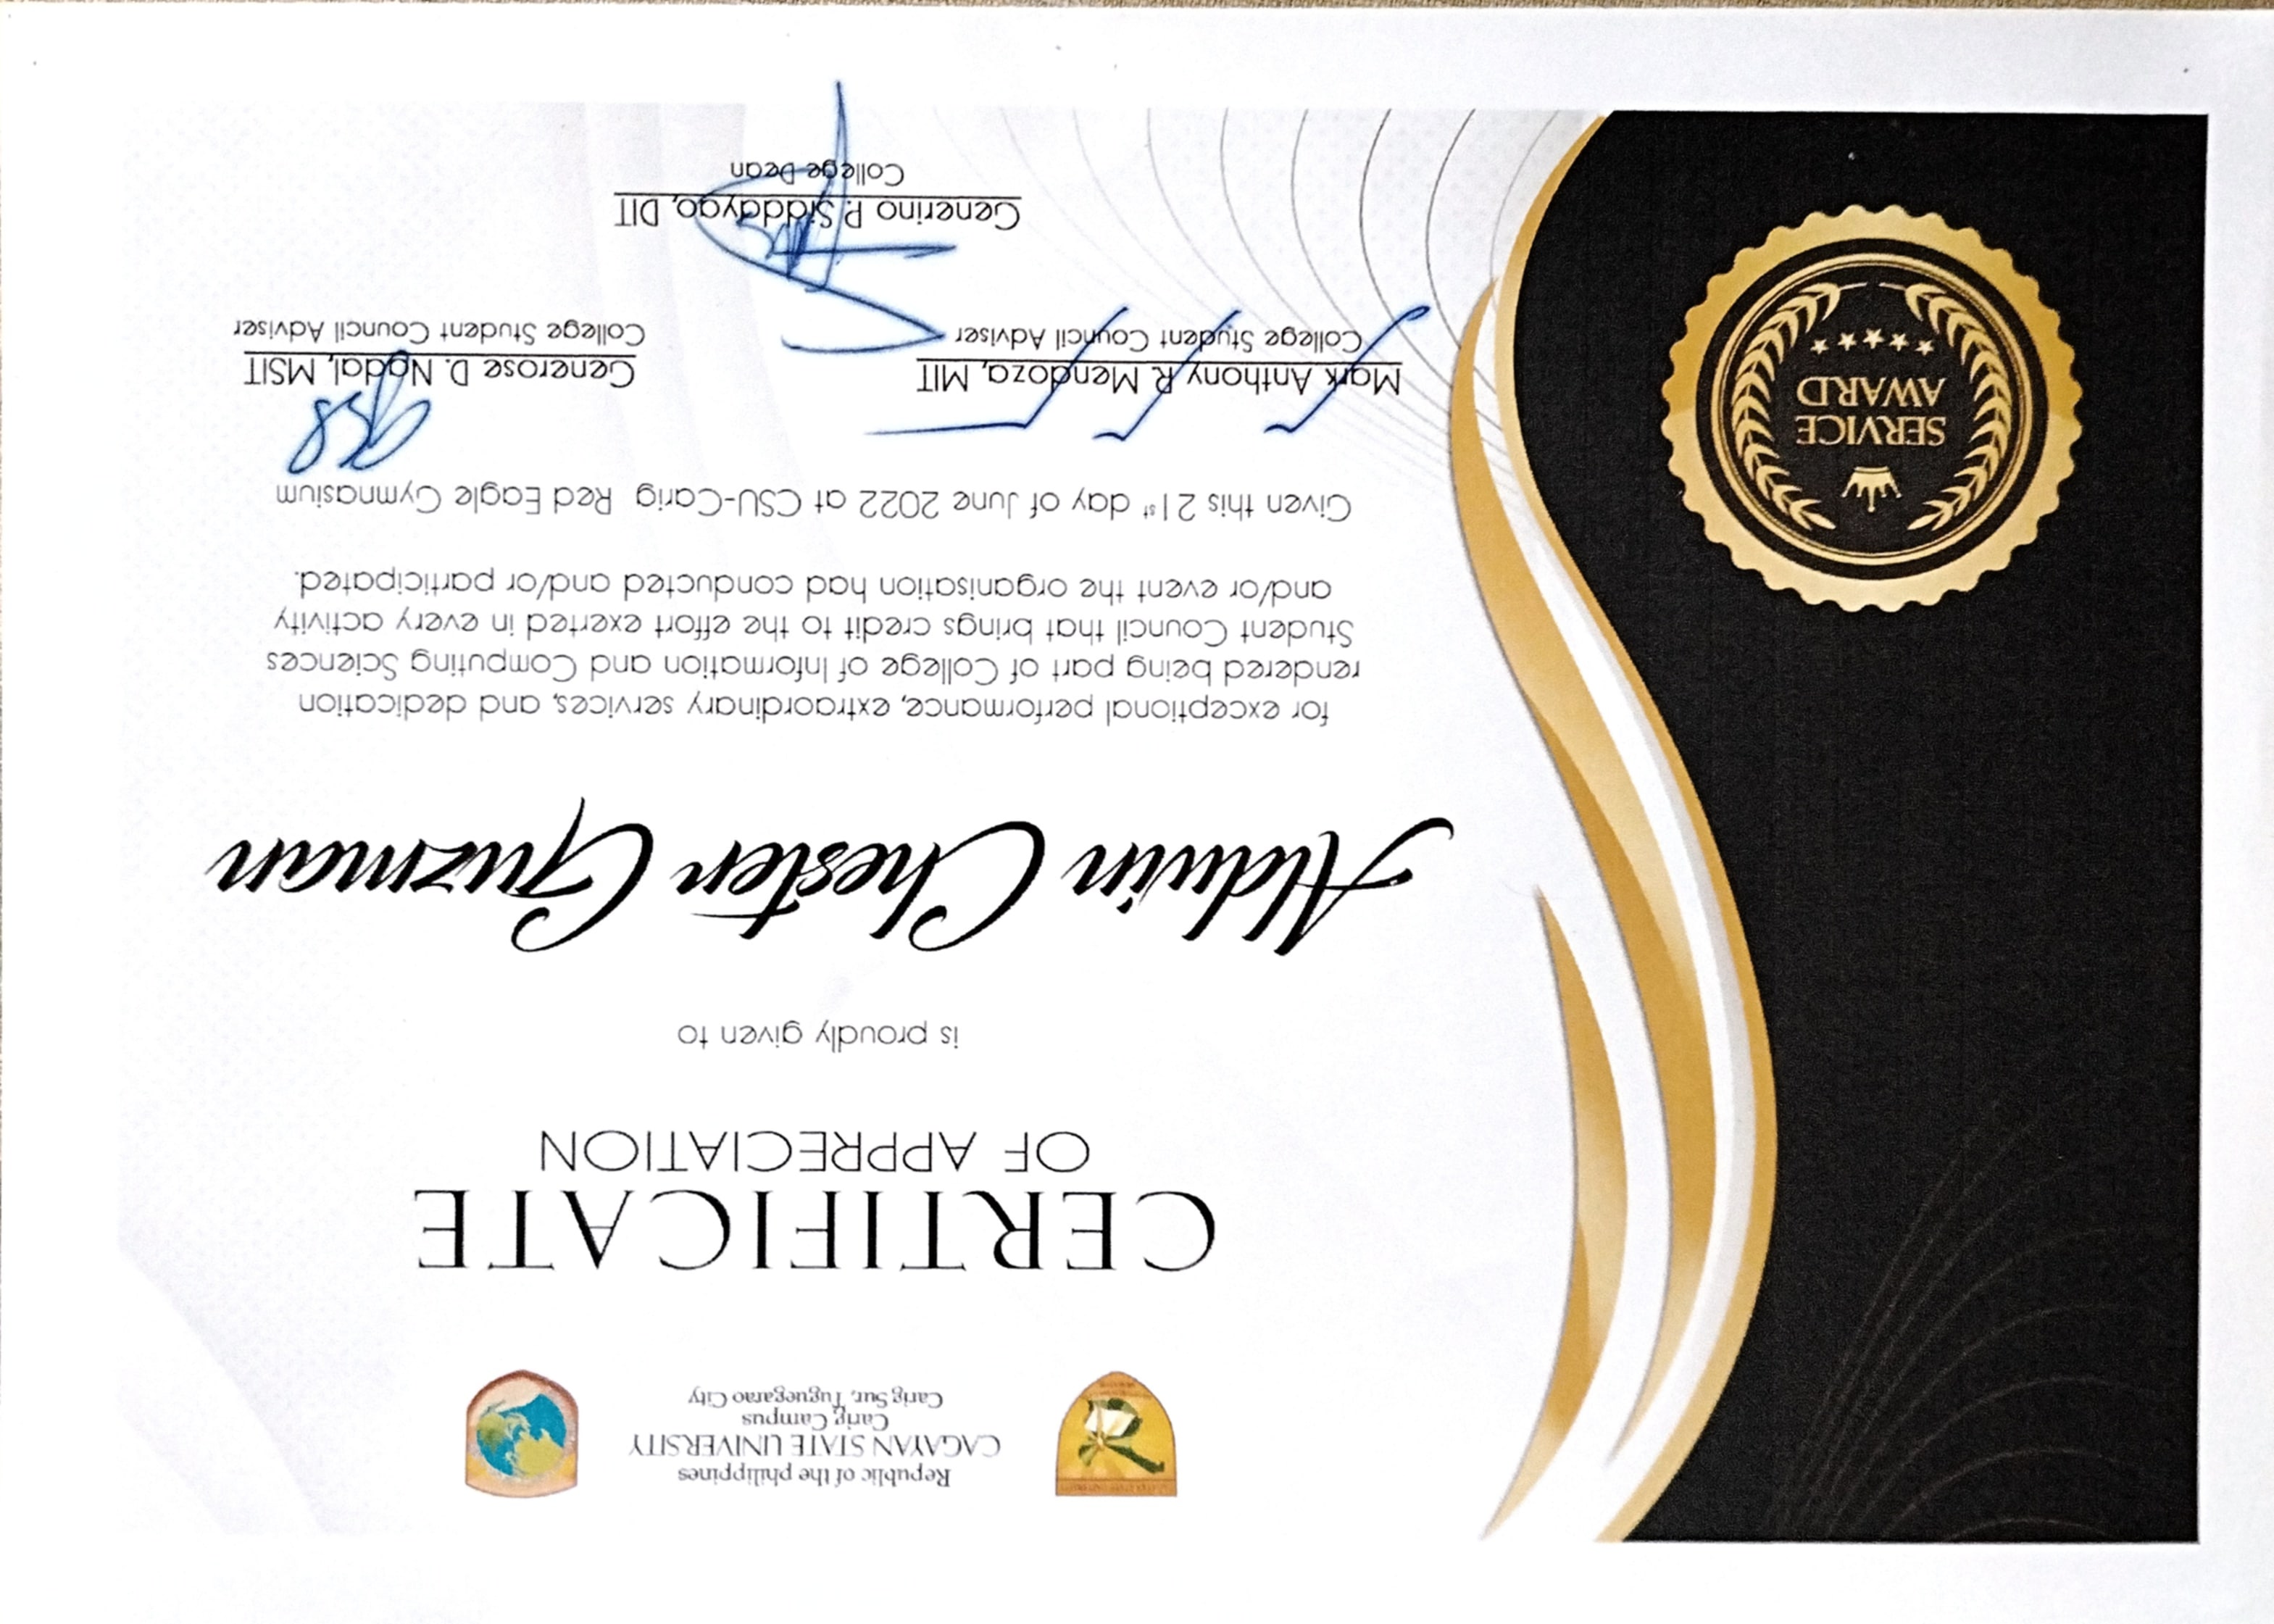 Republic of the philippines
CAGAYAN STATE UNIVERSITY
Carig Campus
Carig Sur, Tuguegarao City
CERTIFICATE
OF APPRECIATION
is proudly given to
Aldwin Chester Guzman
for exceptional performance, extraordinary services, and dedication
rendered being part of College of Information and Computing Sciences
Student Council that brings credit to the effort exerted in every activity
and/or event the organisation had conducted and/or participated.
Given this 21st day of June 2022 at CSU-Carig Red Eagle Gymnasium
Mark Anthony R. Mendoza, MIT
College Student Council Adviser
Generose D. Nadal, MSIT
College Student Council Adviser
Generino P. Siddayao, DIT
College Dean
SERVICE
AWARD